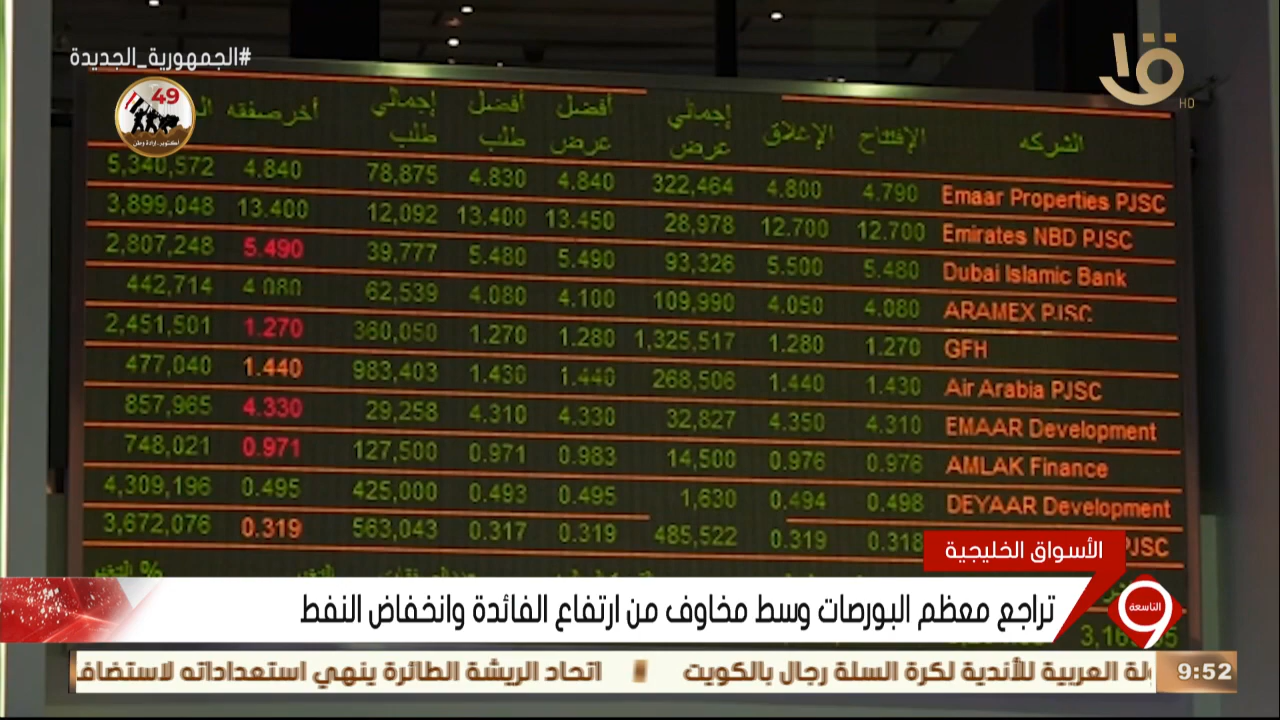 #الجمهورية_الجديدة
49
أكتوبر.. إرادة وطن
HD
الشركه الإفتتاح الإغلاق إجمالي عرض أفضل عرض أفضل طلب إجمالي طلب أخر صفقه
Emaar Properties PJSC 4.790 4.800 322,464 4.840 4.830 78,875 4.840 5,340,572
Emirates NBD PJSC 12.700 12.700 28,978 13.450 13.400 12,092 13.400 3,899,048
Dubai Islamic Bank 5.480 5.500 93,326 5.490 5.480 39,777 5.490 2,807,248
ARAMEX PJSC 4.080 4.050 109,990 4.100 4.080 62,539 4.080 442,714
GFH 1.270 1.280 1,325,517 1.280 1.270 360,050 1.270 2,451,501
Air Arabia PJSC 1.430 1.440 268,506 1.440 1.430 983,403 1.440 477,040
EMAAR Development 4.310 4.350 32,827 4.330 4.310 29,258 4.330 857,965
AMLAK Finance 0.976 0.976 14,500 0.983 0.971 127,500 0.971 748,021
DEYAAR Development 0.498 0.494 1,630 0.495 0.493 425,000 0.495 4,309,196
PJSC 0.318 0.319 485,522 0.319 0.317 563,043 0.319 3,672,076
الأسواق الخليجية
التاسعة
تراجع معظم البورصات وسط مخاوف من ارتفاع الفائدة وانخفاض النفط
9:52 ولة العربية للأندية لكرة السلة رجال بالكويت اتحاد الريشة الطائرة ينهي استعداداته لاستضاف